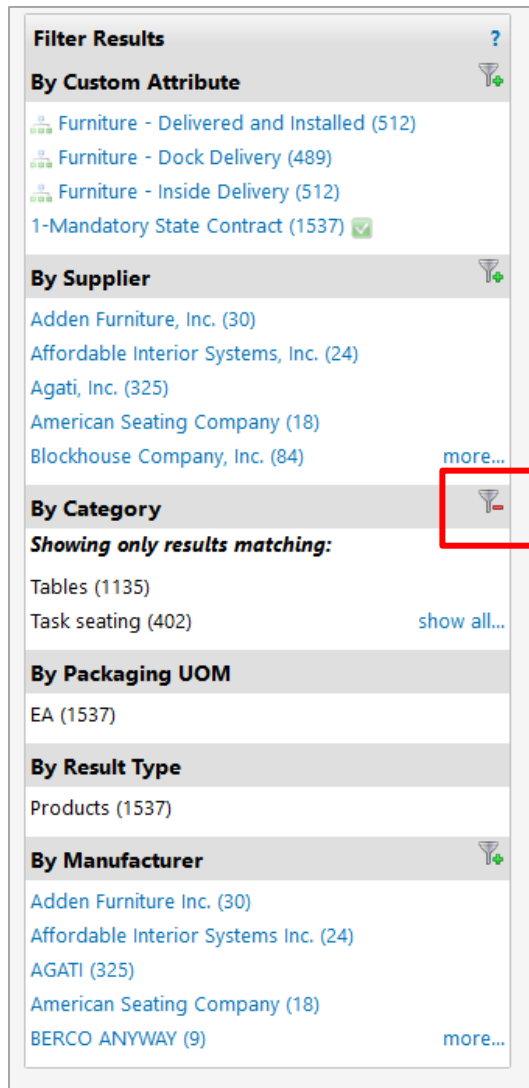 Filter Results ?
By Custom Attribute
Furniture - Delivered and Installed (512)
Furniture - Dock Delivery (489)
Furniture - Inside Delivery (512)
1-Mandatory State Contract (1537)
By Supplier
Adden Furniture, Inc. (30)
Affordable Interior Systems, Inc. (24)
Agati, Inc. (325)
American Seating Company (18)
Blockhouse Company, Inc. (84) more...
By Category
Showing only results matching:
Tables (1135)
Task seating (402) show all...
By Packaging UOM
EA (1537)
By Result Type
Products (1537)
By Manufacturer
Adden Furniture Inc. (30)
Affordable Interior Systems Inc. (24)
AGATI (325)
American Seating Company (18)
BERCO ANYWAY (9) more...